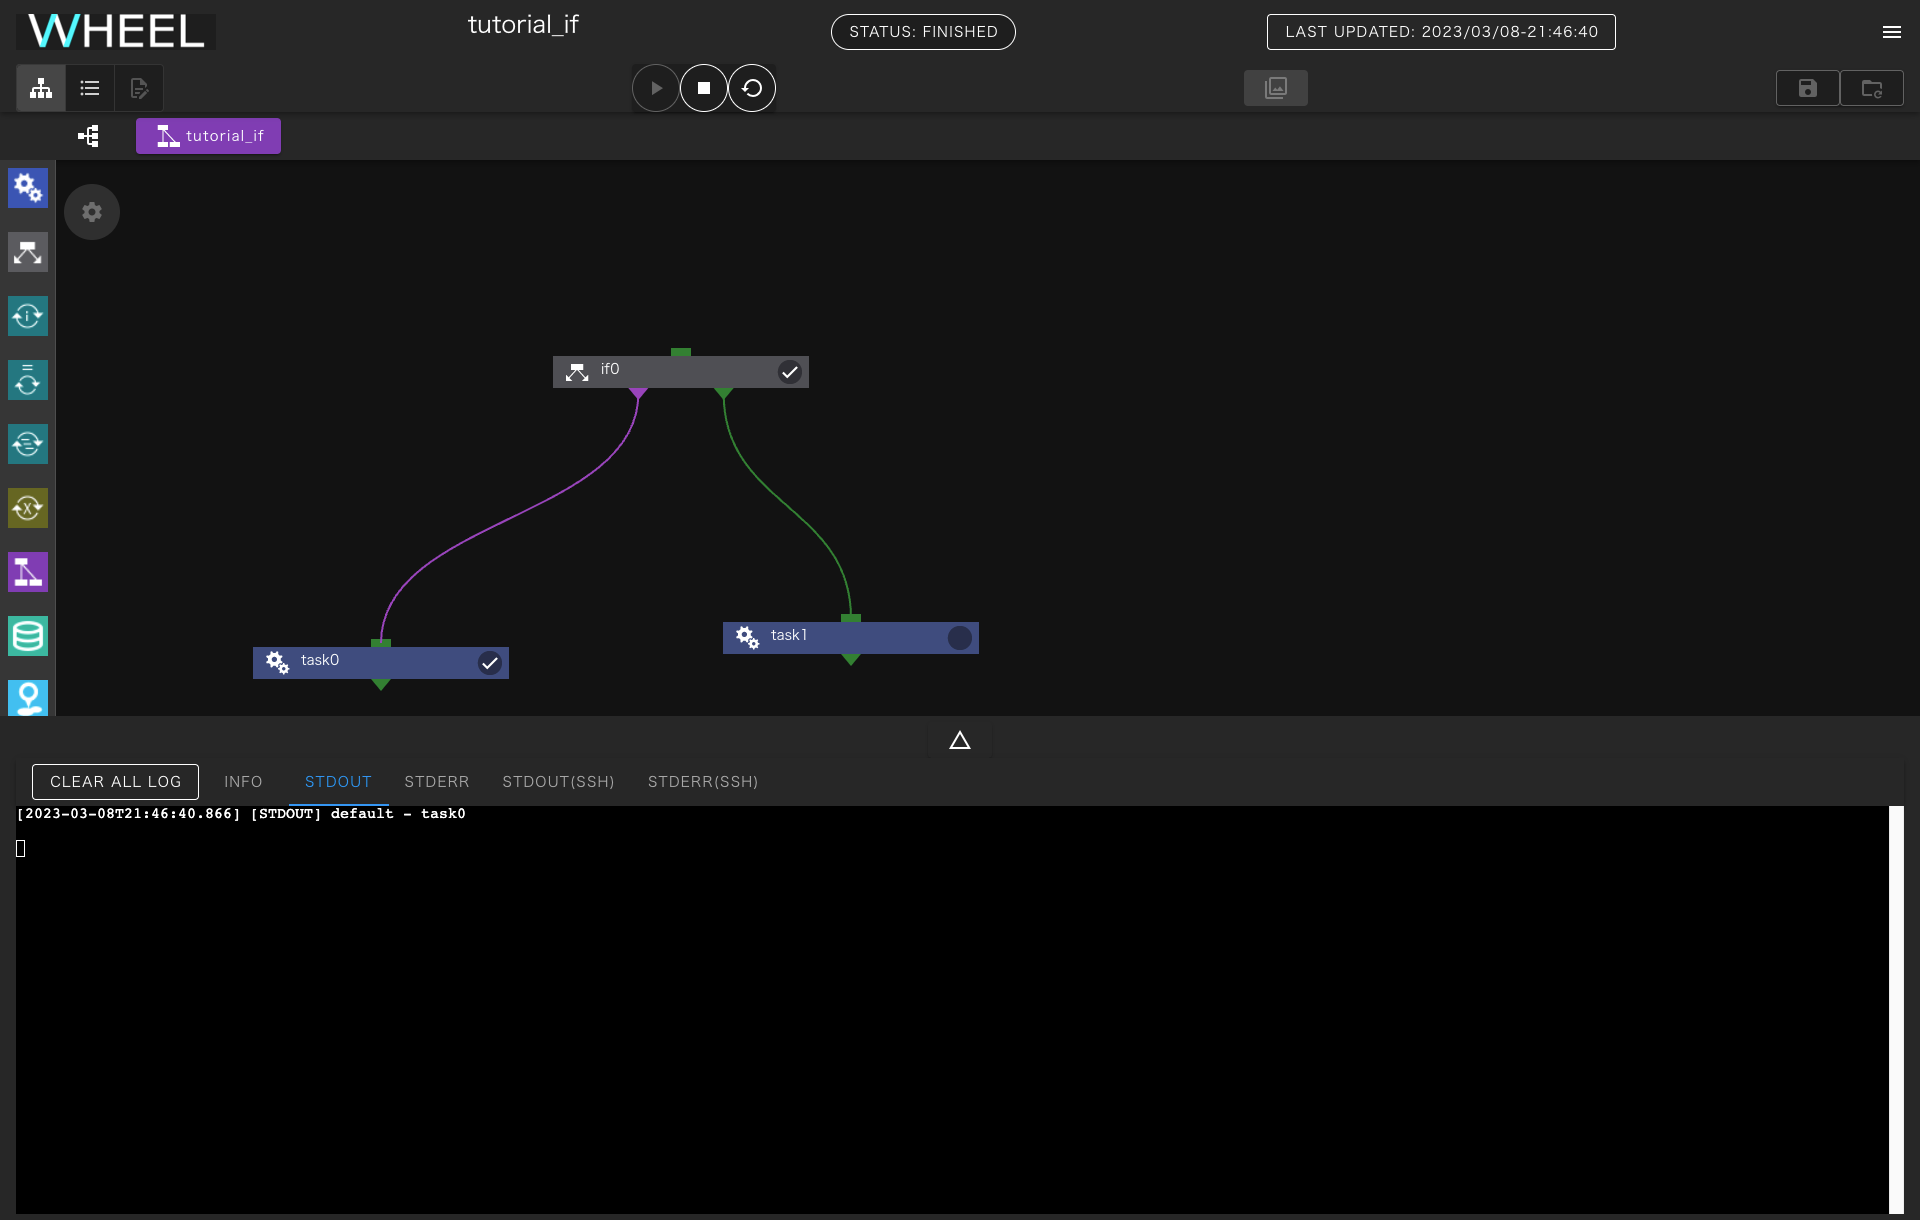 WHEEL
tutorial_if
STATUS: FINISHED
LAST UPDATED: 2023/03/08-21:46:40
tutorial_if
if0
task1
task0
CLEAR ALL LOG
INFO
STDOUT
STDERR
STDOUT(SSH)
STDERR(SSH)
[2023-03-08T21:46:40.866] [STDOUT] default - task0